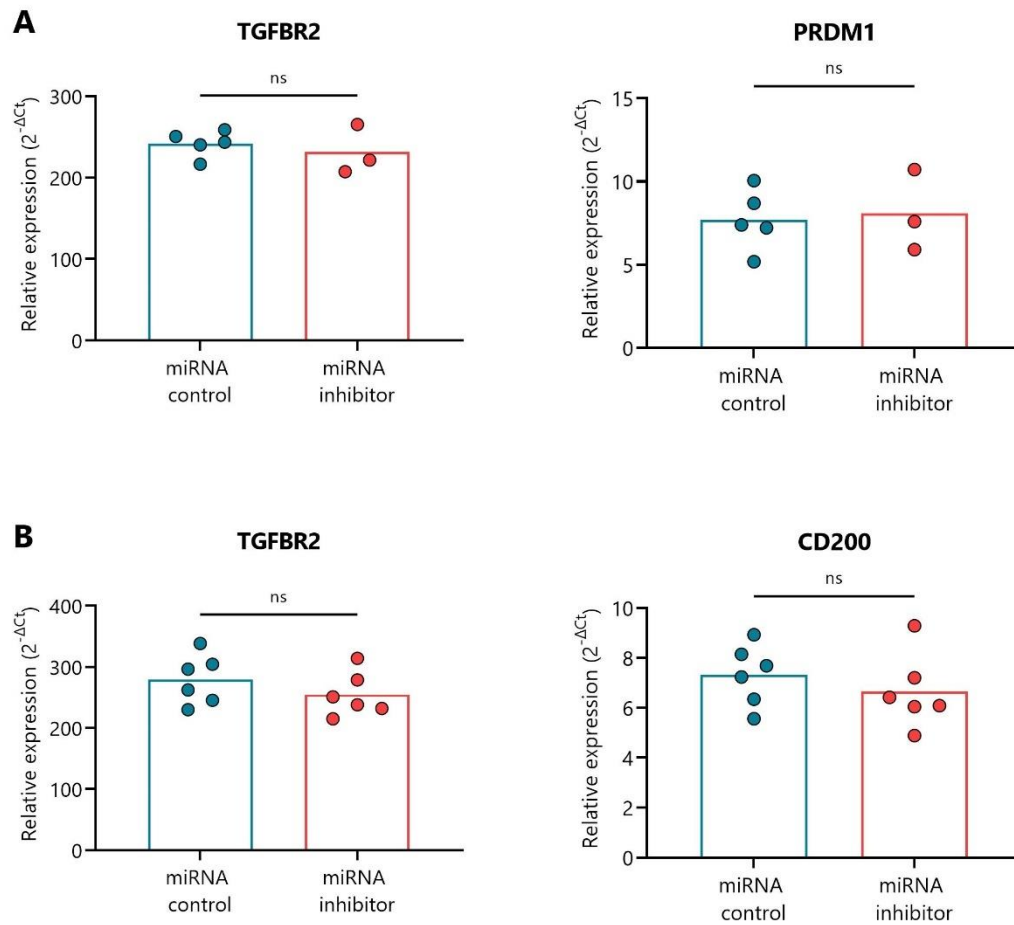 A
TGFBR2
ns
Relative expression (2^-ΔCt)
300
200
100
0
miRNA
control
miRNA
inhibitor
PRDM1
ns
Relative expression (2^-ΔCt)
15
10
5
0
miRNA
control
miRNA
inhibitor
B
TGFBR2
ns
Relative expression (2^-ΔCt)
400
300
200
100
0
miRNA
control
miRNA
inhibitor
CD200
ns
Relative expression (2^-ΔCt)
10
8
6
4
2
0
miRNA
control
miRNA
inhibitor